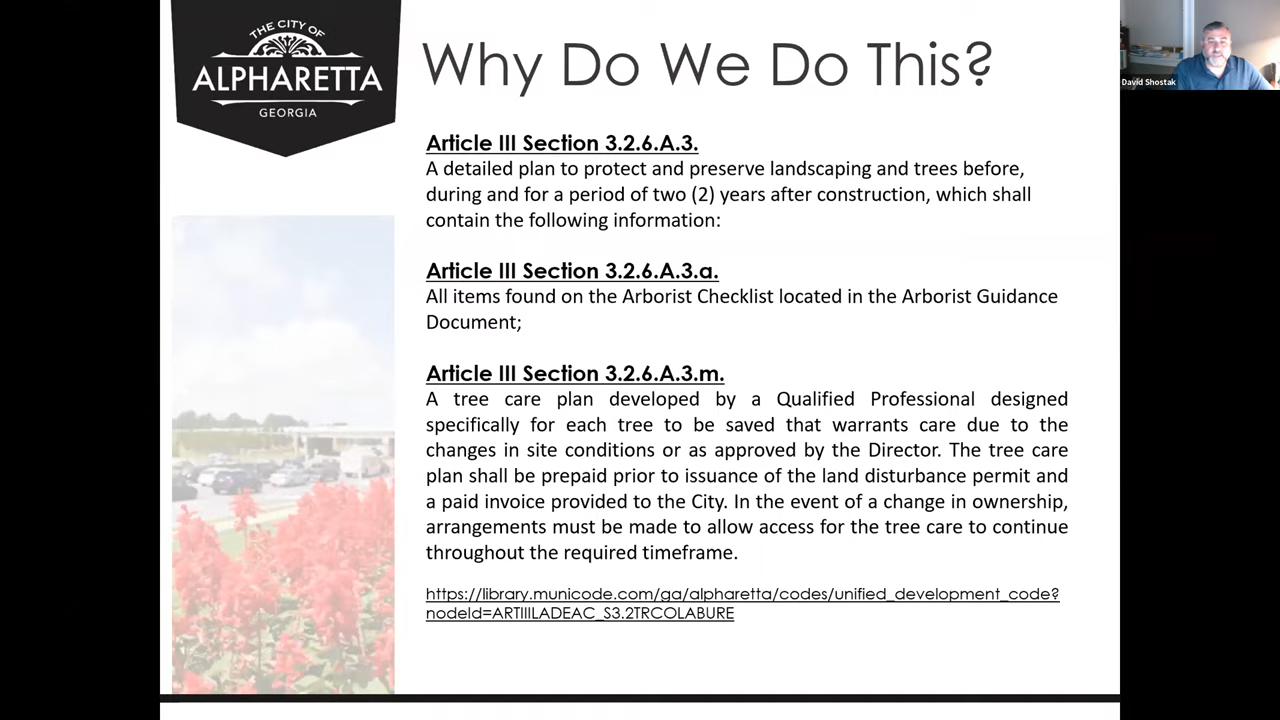 THE CITY OF
ALPHARETTA
GEORGIA
Why Do We Do This?
David Shostak
Article III Section 3.2.6.A.3.
A detailed plan to protect and preserve landscaping and trees before,
during and for a period of two (2) years after construction, which shall
contain the following information:
Article III Section 3.2.6.A.3.a.
All items found on the Arborist Checklist located in the Arborist Guidance
Document;
Article III Section 3.2.6.A.3.m.
A tree care plan developed by a Qualified Professional designed
specifically for each tree to be saved that warrants care due to the
changes in site conditions or as approved by the Director. The tree care
plan shall be prepaid prior to issuance of the land disturbance permit and
a paid invoice provided to the City. In the event of a change in ownership,
arrangements must be made to allow access for the tree care to continue
throughout the required timeframe.
https://library.municode.com/ga/alpharetta/codes/unified_development_code?
nodeId=ARTIIILADEAC_S3.2TRCOLABURE